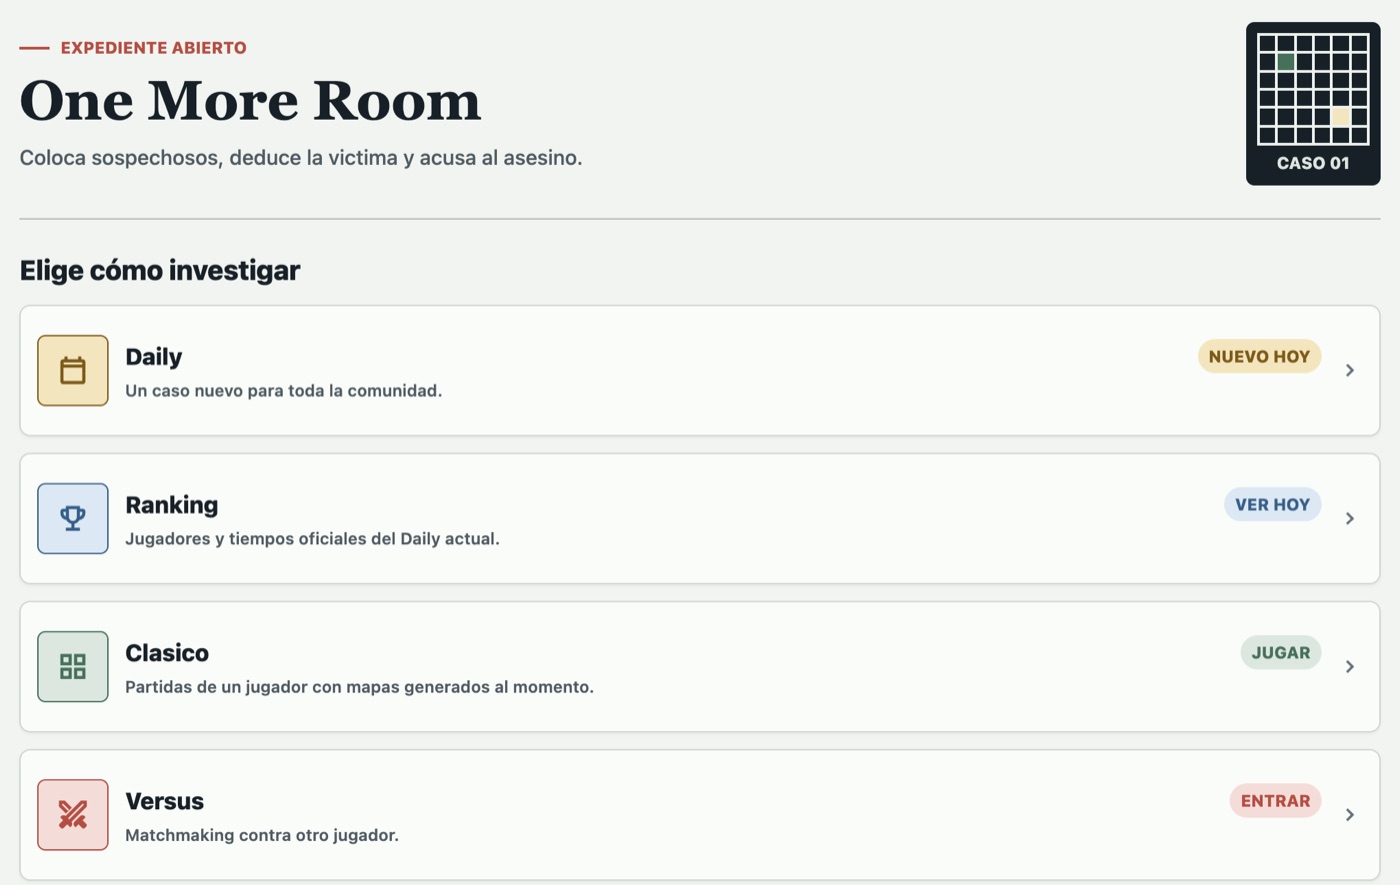 EXPEDIENTE ABIERTO
One More Room
Coloca sospechosos, deduce la victima y acusa al asesino.
CASO 01
Elige cómo investigar
Daily
Un caso nuevo para toda la comunidad.
NUEVO HOY
Ranking
Jugadores y tiempos oficiales del Daily actual.
VER HOY
Clasico
Partidas de un jugador con mapas generados al momento.
JUGAR
Versus
Matchmaking contra otro jugador.
ENTRAR